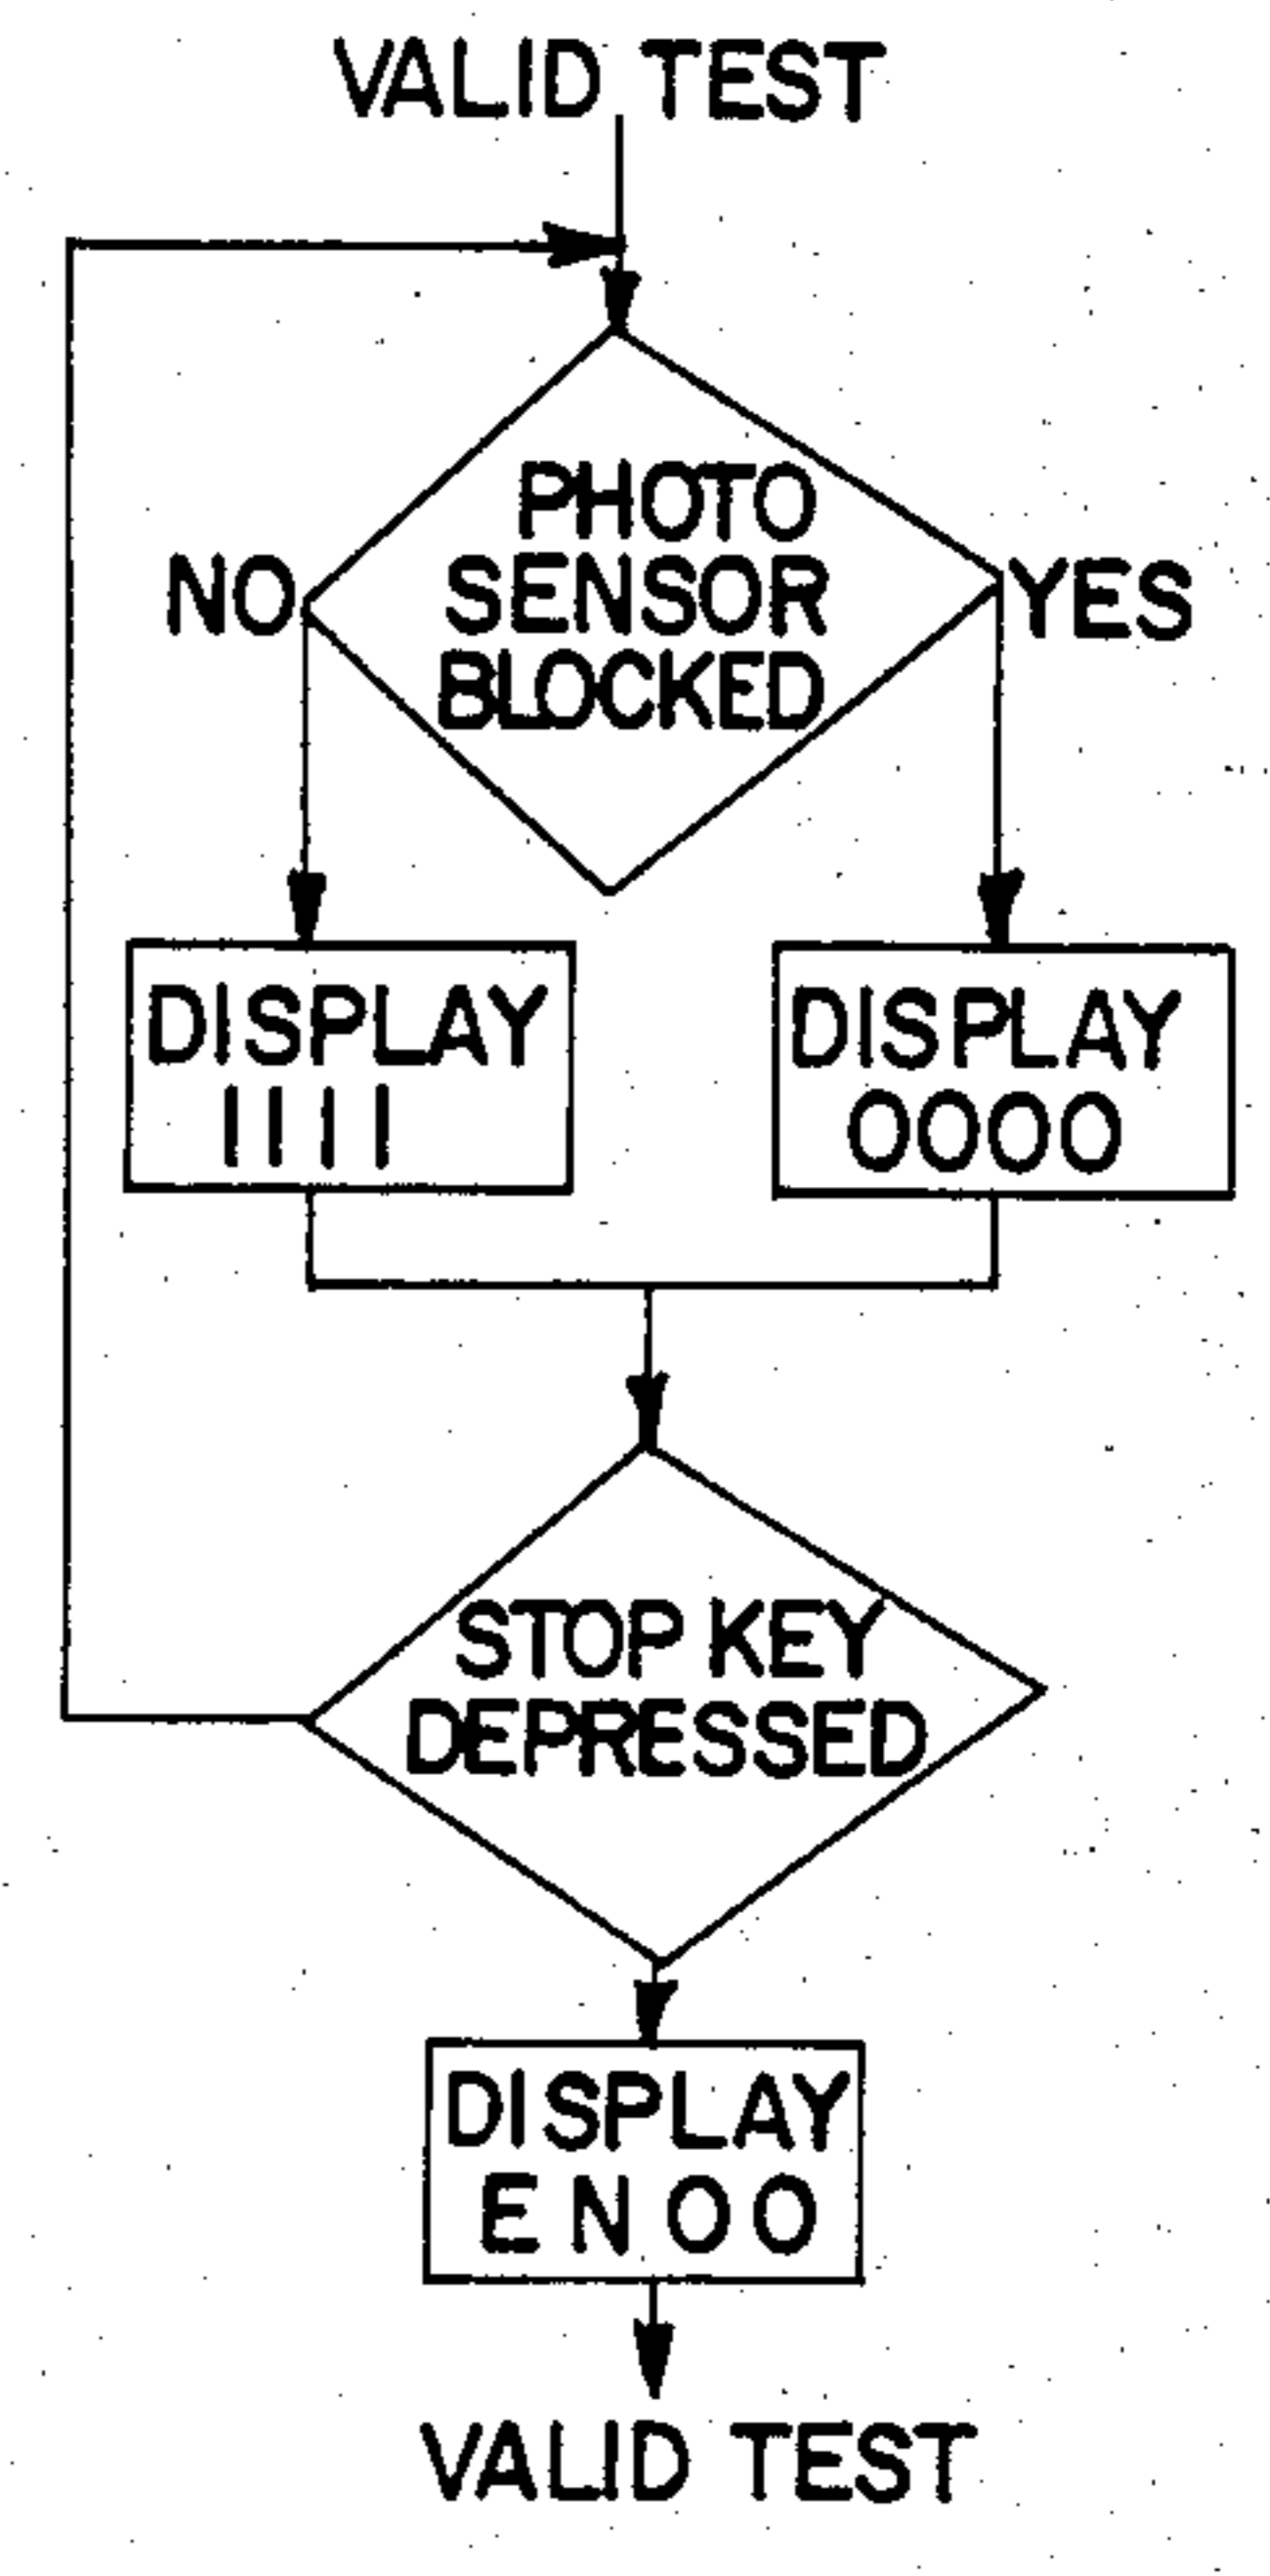 VALID TEST
PHOTO
SENSOR
BLOCKED
NO
YES
DISPLAY
1111
DISPLAY
0000
STOP KEY
DEPRESSED
DISPLAY
EN00
VALID TEST